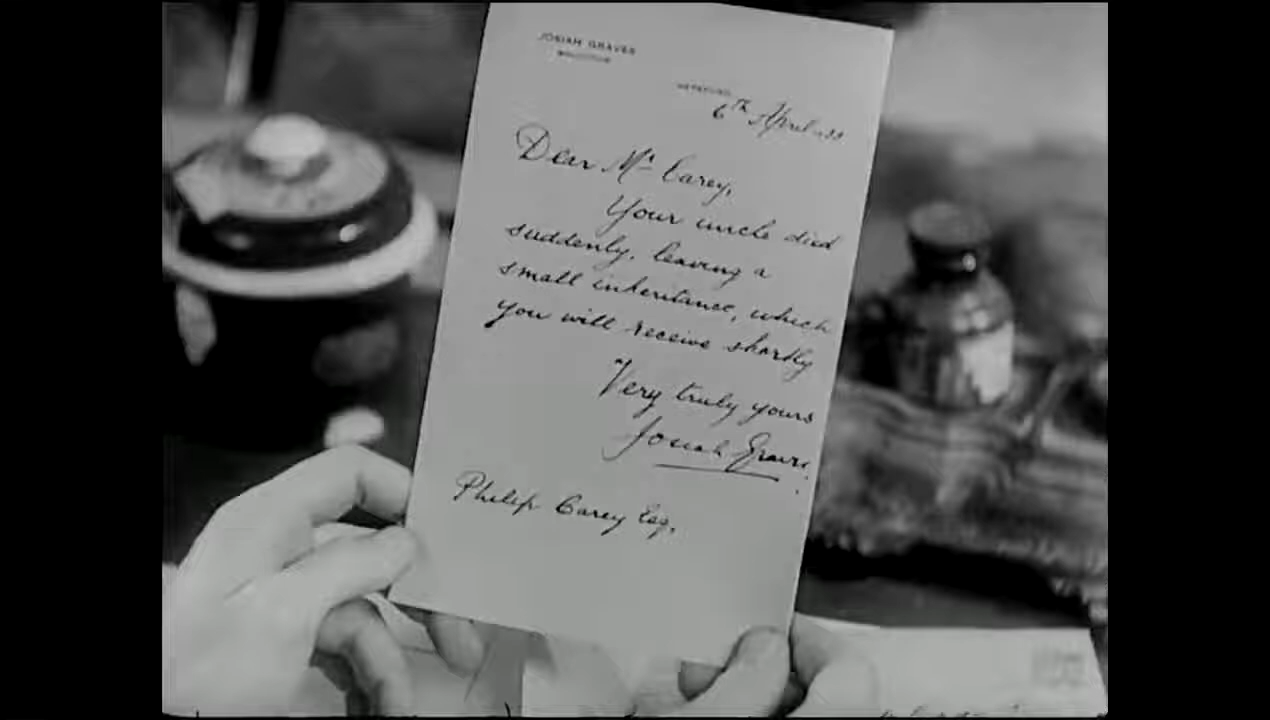 JOSIAH GRAVES
SOLICITOR
6th April
Dear Mr Carey,
Your uncle died
suddenly, leaving a
small inheritance, which
you will receive shortly
Very truly yours
Josiah Graves.
Philip Carey Esq,